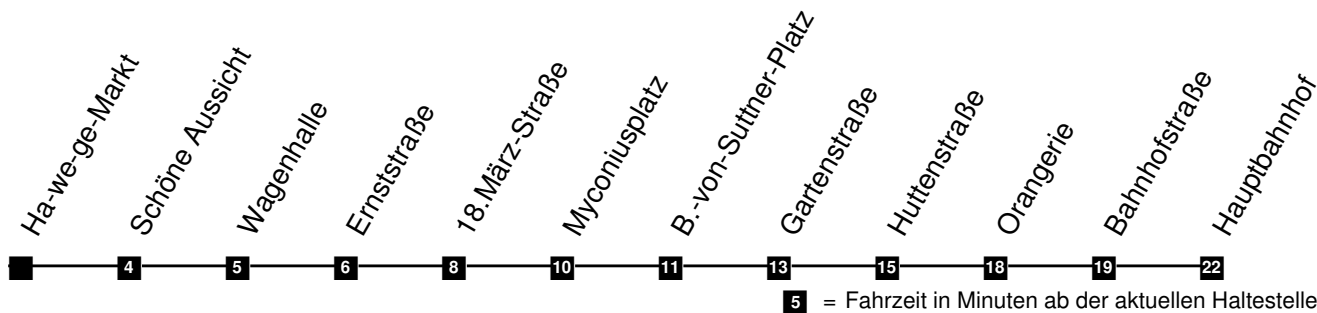 Ha-we-ge-Markt
Schöne Aussicht
Wagenhalle
Ernststraße
18.März-Straße
Myconiusplatz
B.-von-Suttner-Platz
Gartenstraße
Huttenstraße
Orangerie
Bahnhofstraße
Hauptbahnhof
4 5 6 8 10 11 13 15 18 19 22
5 = Fahrzeit in Minuten ab der aktuellen Haltestelle